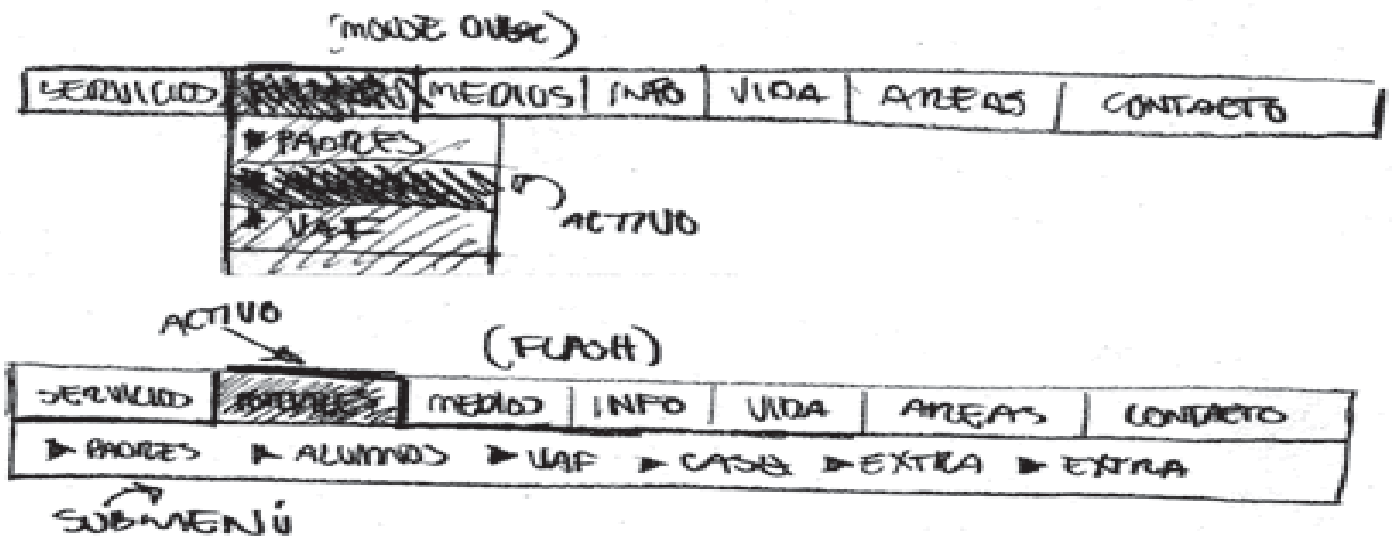 (MOUSE OVER)
SERVICIOS MEDIOS INFO VIDA AREAS CONTACTO
PADRES
ACTIVO
VAF
ACTIVO
(FLASH)
SERVICIO MEDIOS INFO VIDA AREAS CONTACTO
PADRES ALUMNOS VAF EXTRA EXTRA
SUBMENÚ